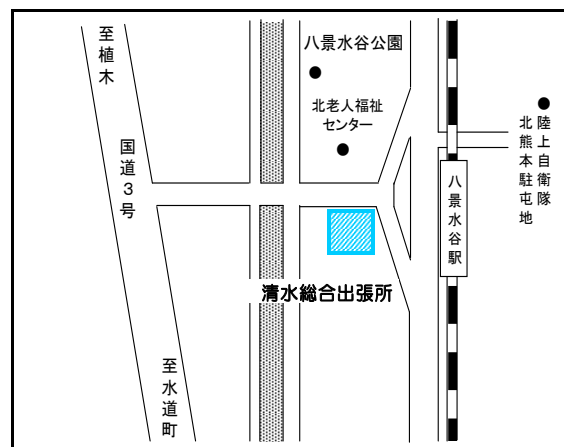 至植木
国道3号
至水道町
八景水谷公園
北老人福祉
センター
清水総合出張所
八景水谷駅
陸上自衛隊
北熊本駐屯地